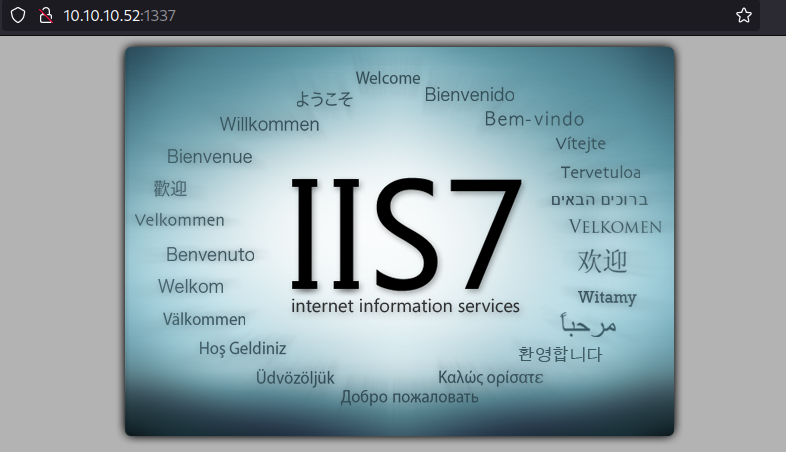 10.10.10.52:1337
Welcome
ようこそ
Bienvenido
Willkommen
Bem-vindo
Vítejte
Bienvenue
Tervetuloa
歡迎
ברוכים הבאים
Velkommen
VELKOMEN
Benvenuto
欢迎
Welkom
Witamy
Välkommen
مرحباً
Hoş Geldiniz
환영합니다
Üdvözöljük
Καλώς ορίσατε
Добро пожаловать
IIS7
internet information services